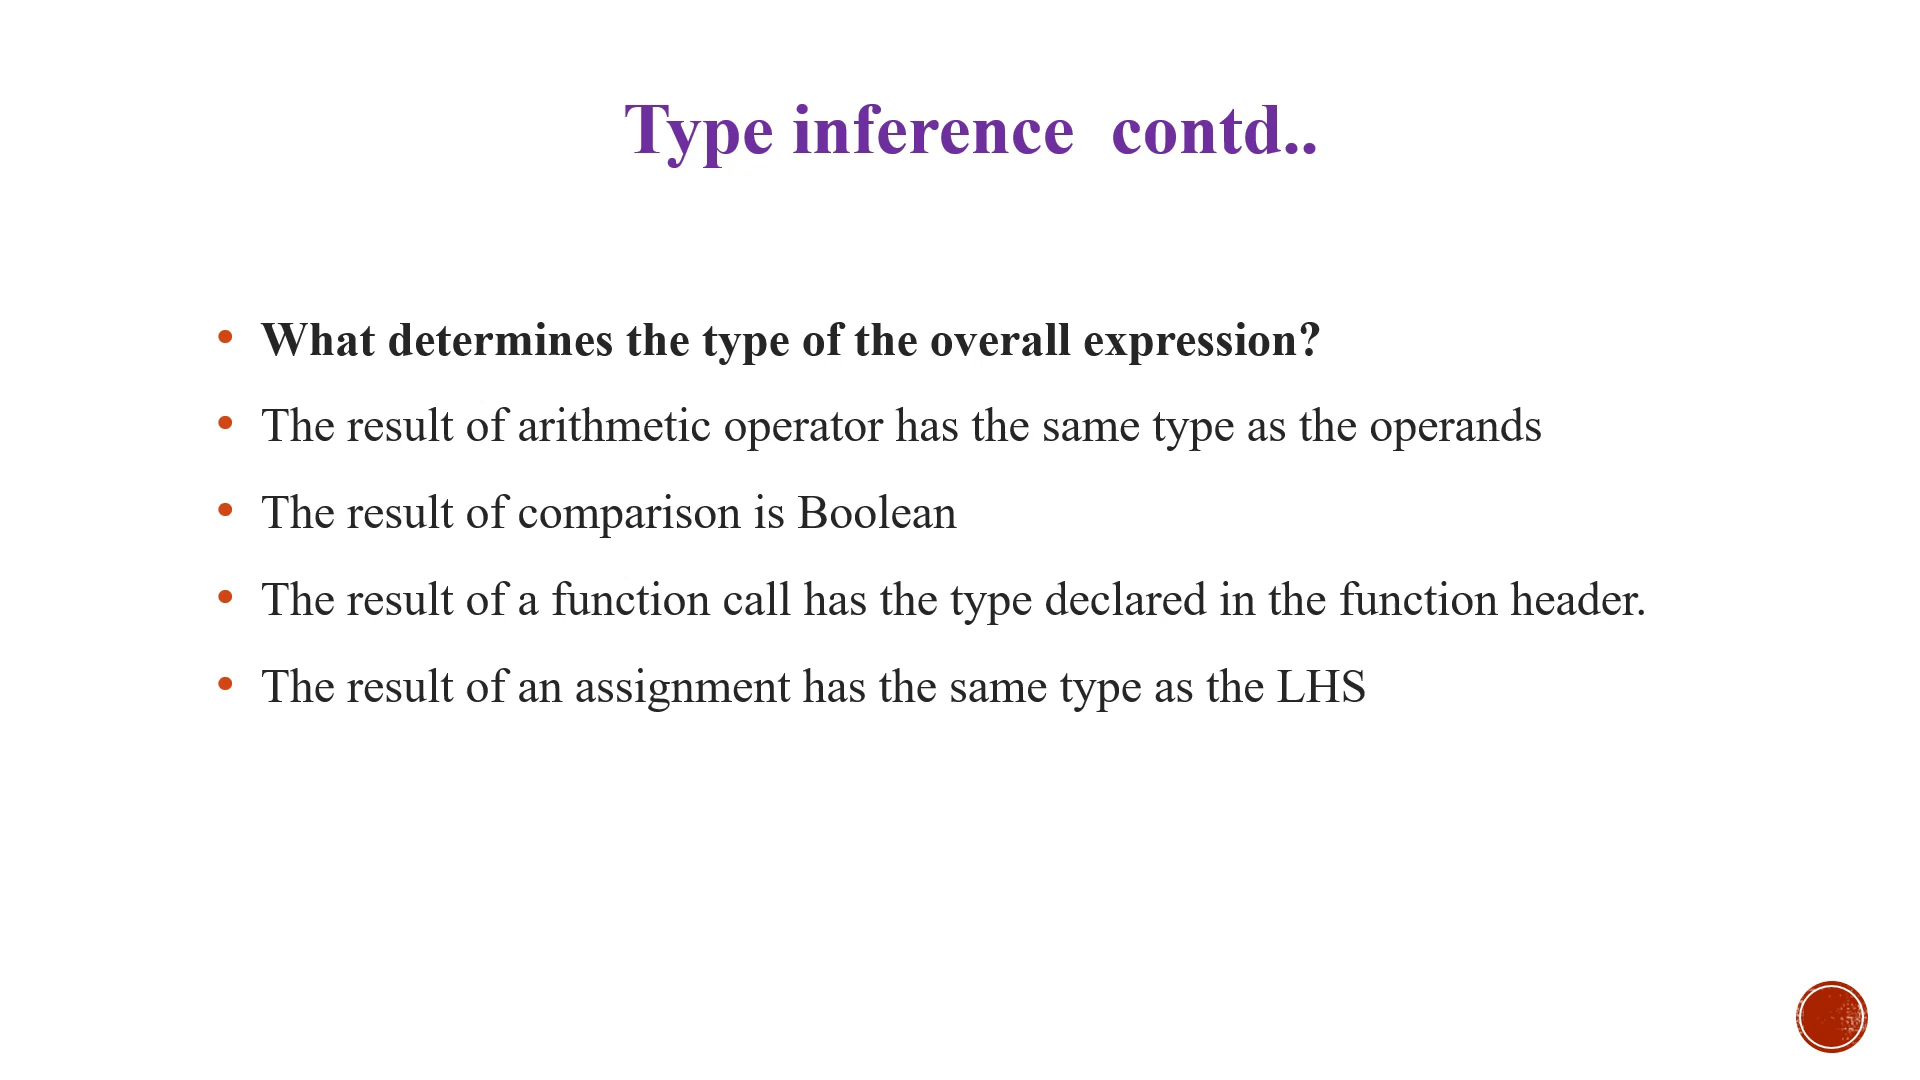 Type inference  contd..
• What determines the type of the overall expression?
• The result of arithmetic operator has the same type as the operands
• The result of comparison is Boolean
• The result of a function call has the type declared in the function header.
• The result of an assignment has the same type as the LHS